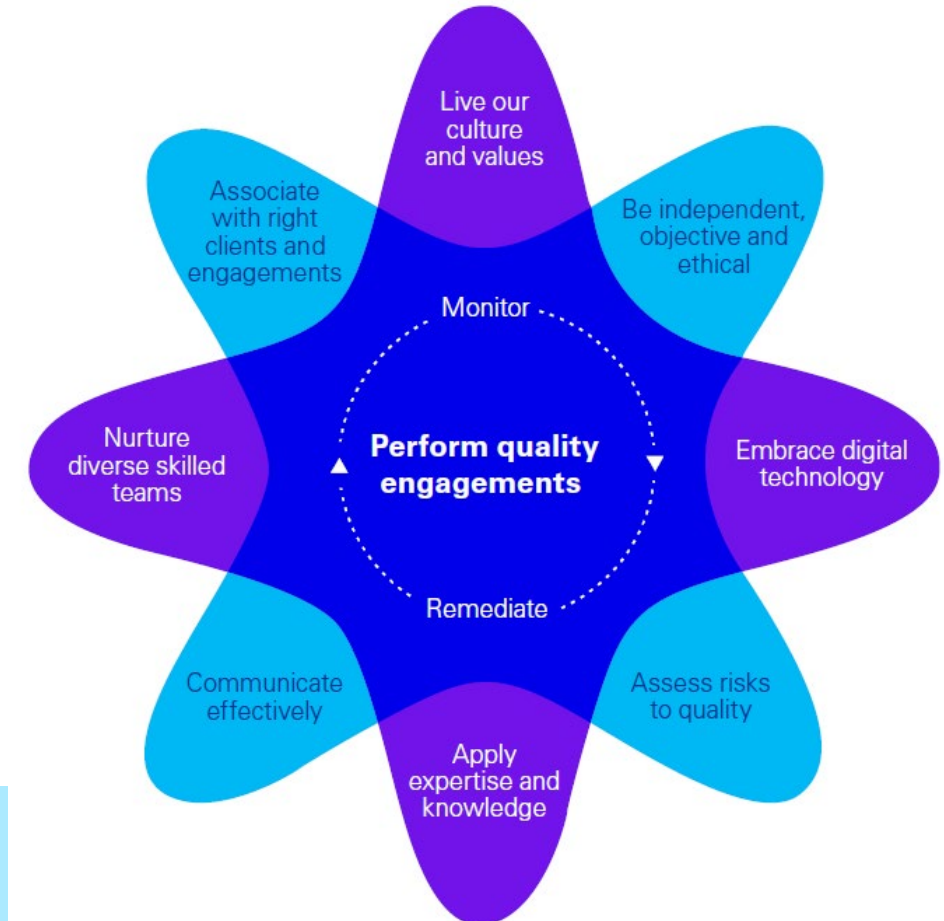 Live our
culture
and values
Associate
with right
clients and
engagements
Be independent,
objective and
ethical
Monitor
Nurture
diverse skilled
teams
Perform quality
engagements
Embrace digital
technology
Remediate
Communicate
effectively
Assess risks
to quality
Apply
expertise and
knowledge